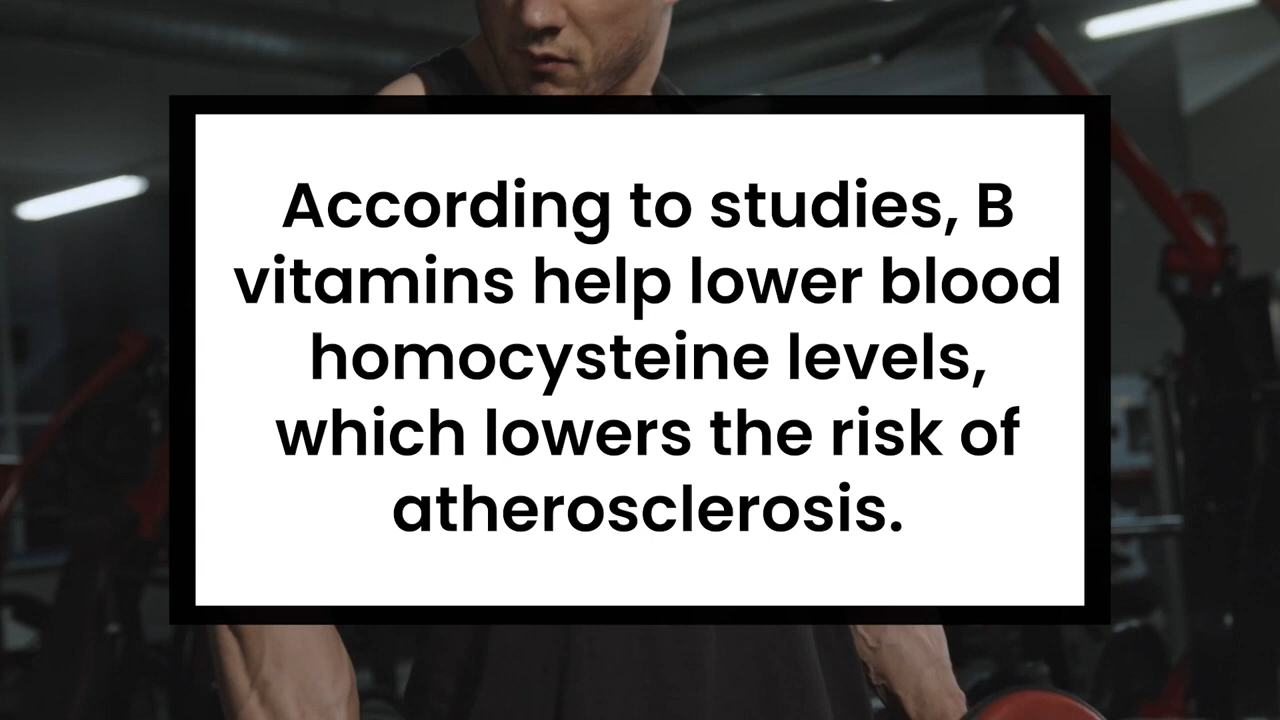 According to studies, B
vitamins help lower blood
homocysteine levels,
which lowers the risk of
atherosclerosis.